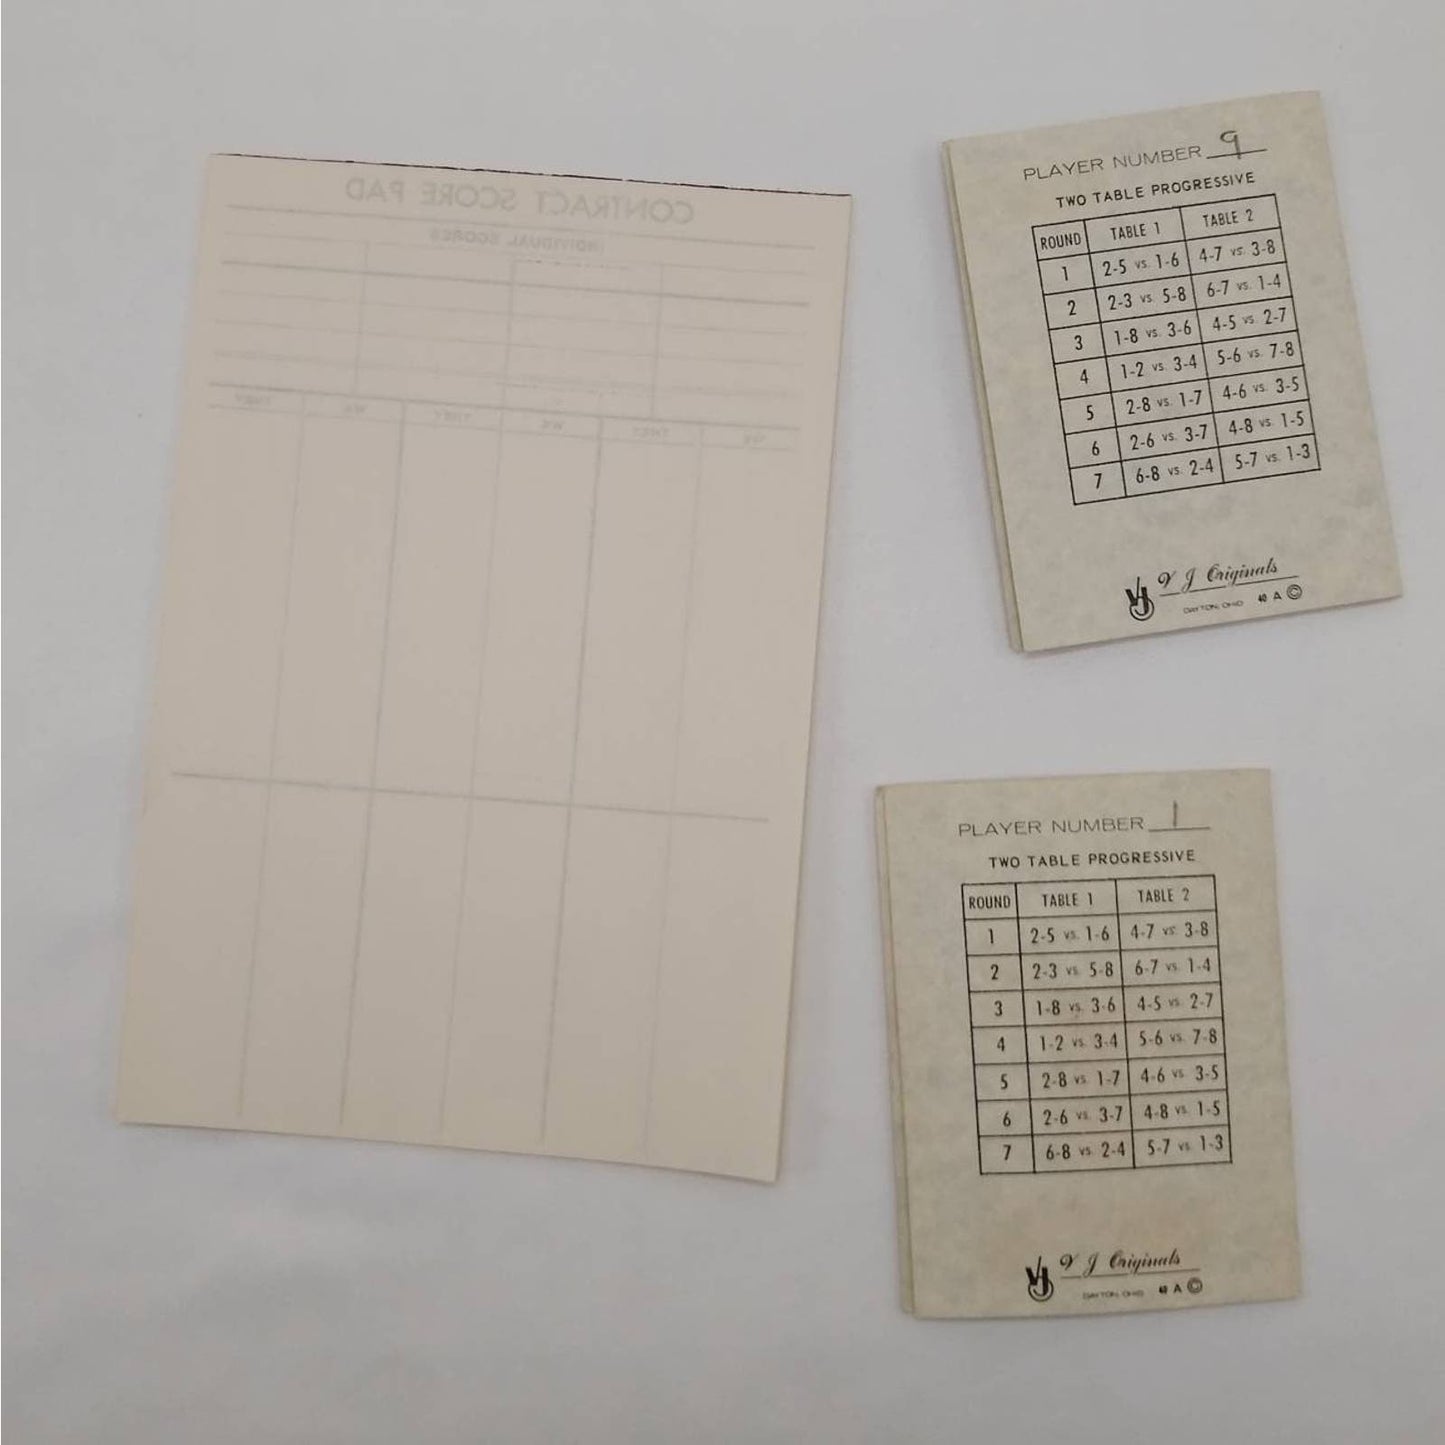 CONTRACT SCORE PAD
INDIVIDUAL SCORES
WE THEY WE THEY WE THEY
PLAYER NUMBER 9
TWO TABLE PROGRESSIVE
ROUND TABLE 1 TABLE 2
1 2-5 vs. 1-6 4-7 vs. 3-8
2 2-3 vs. 5-8 6-7 vs. 1-4
3 1-8 vs. 3-6 4-5 vs. 2-7
4 1-2 vs. 3-4 5-6 vs. 7-8
5 2-8 vs. 1-7 4-6 vs. 3-5
6 2-6 vs. 3-7 4-8 vs. 1-5
7 6-8 vs. 2-4 5-7 vs. 1-3
VJ V J Originals
DAYTON, OHIO 40 A ©
PLAYER NUMBER 1
TWO TABLE PROGRESSIVE
ROUND TABLE 1 TABLE 2
1 2-5 vs. 1-6 4-7 vs. 3-8
2 2-3 vs. 5-8 6-7 vs. 1-4
3 1-8 vs. 3-6 4-5 vs. 2-7
4 1-2 vs. 3-4 5-6 vs. 7-8
5 2-8 vs. 1-7 4-6 vs. 3-5
6 2-6 vs. 3-7 4-8 vs. 1-5
7 6-8 vs. 2-4 5-7 vs. 1-3
VJ V J Originals
DAYTON, OHIO 40 A ©